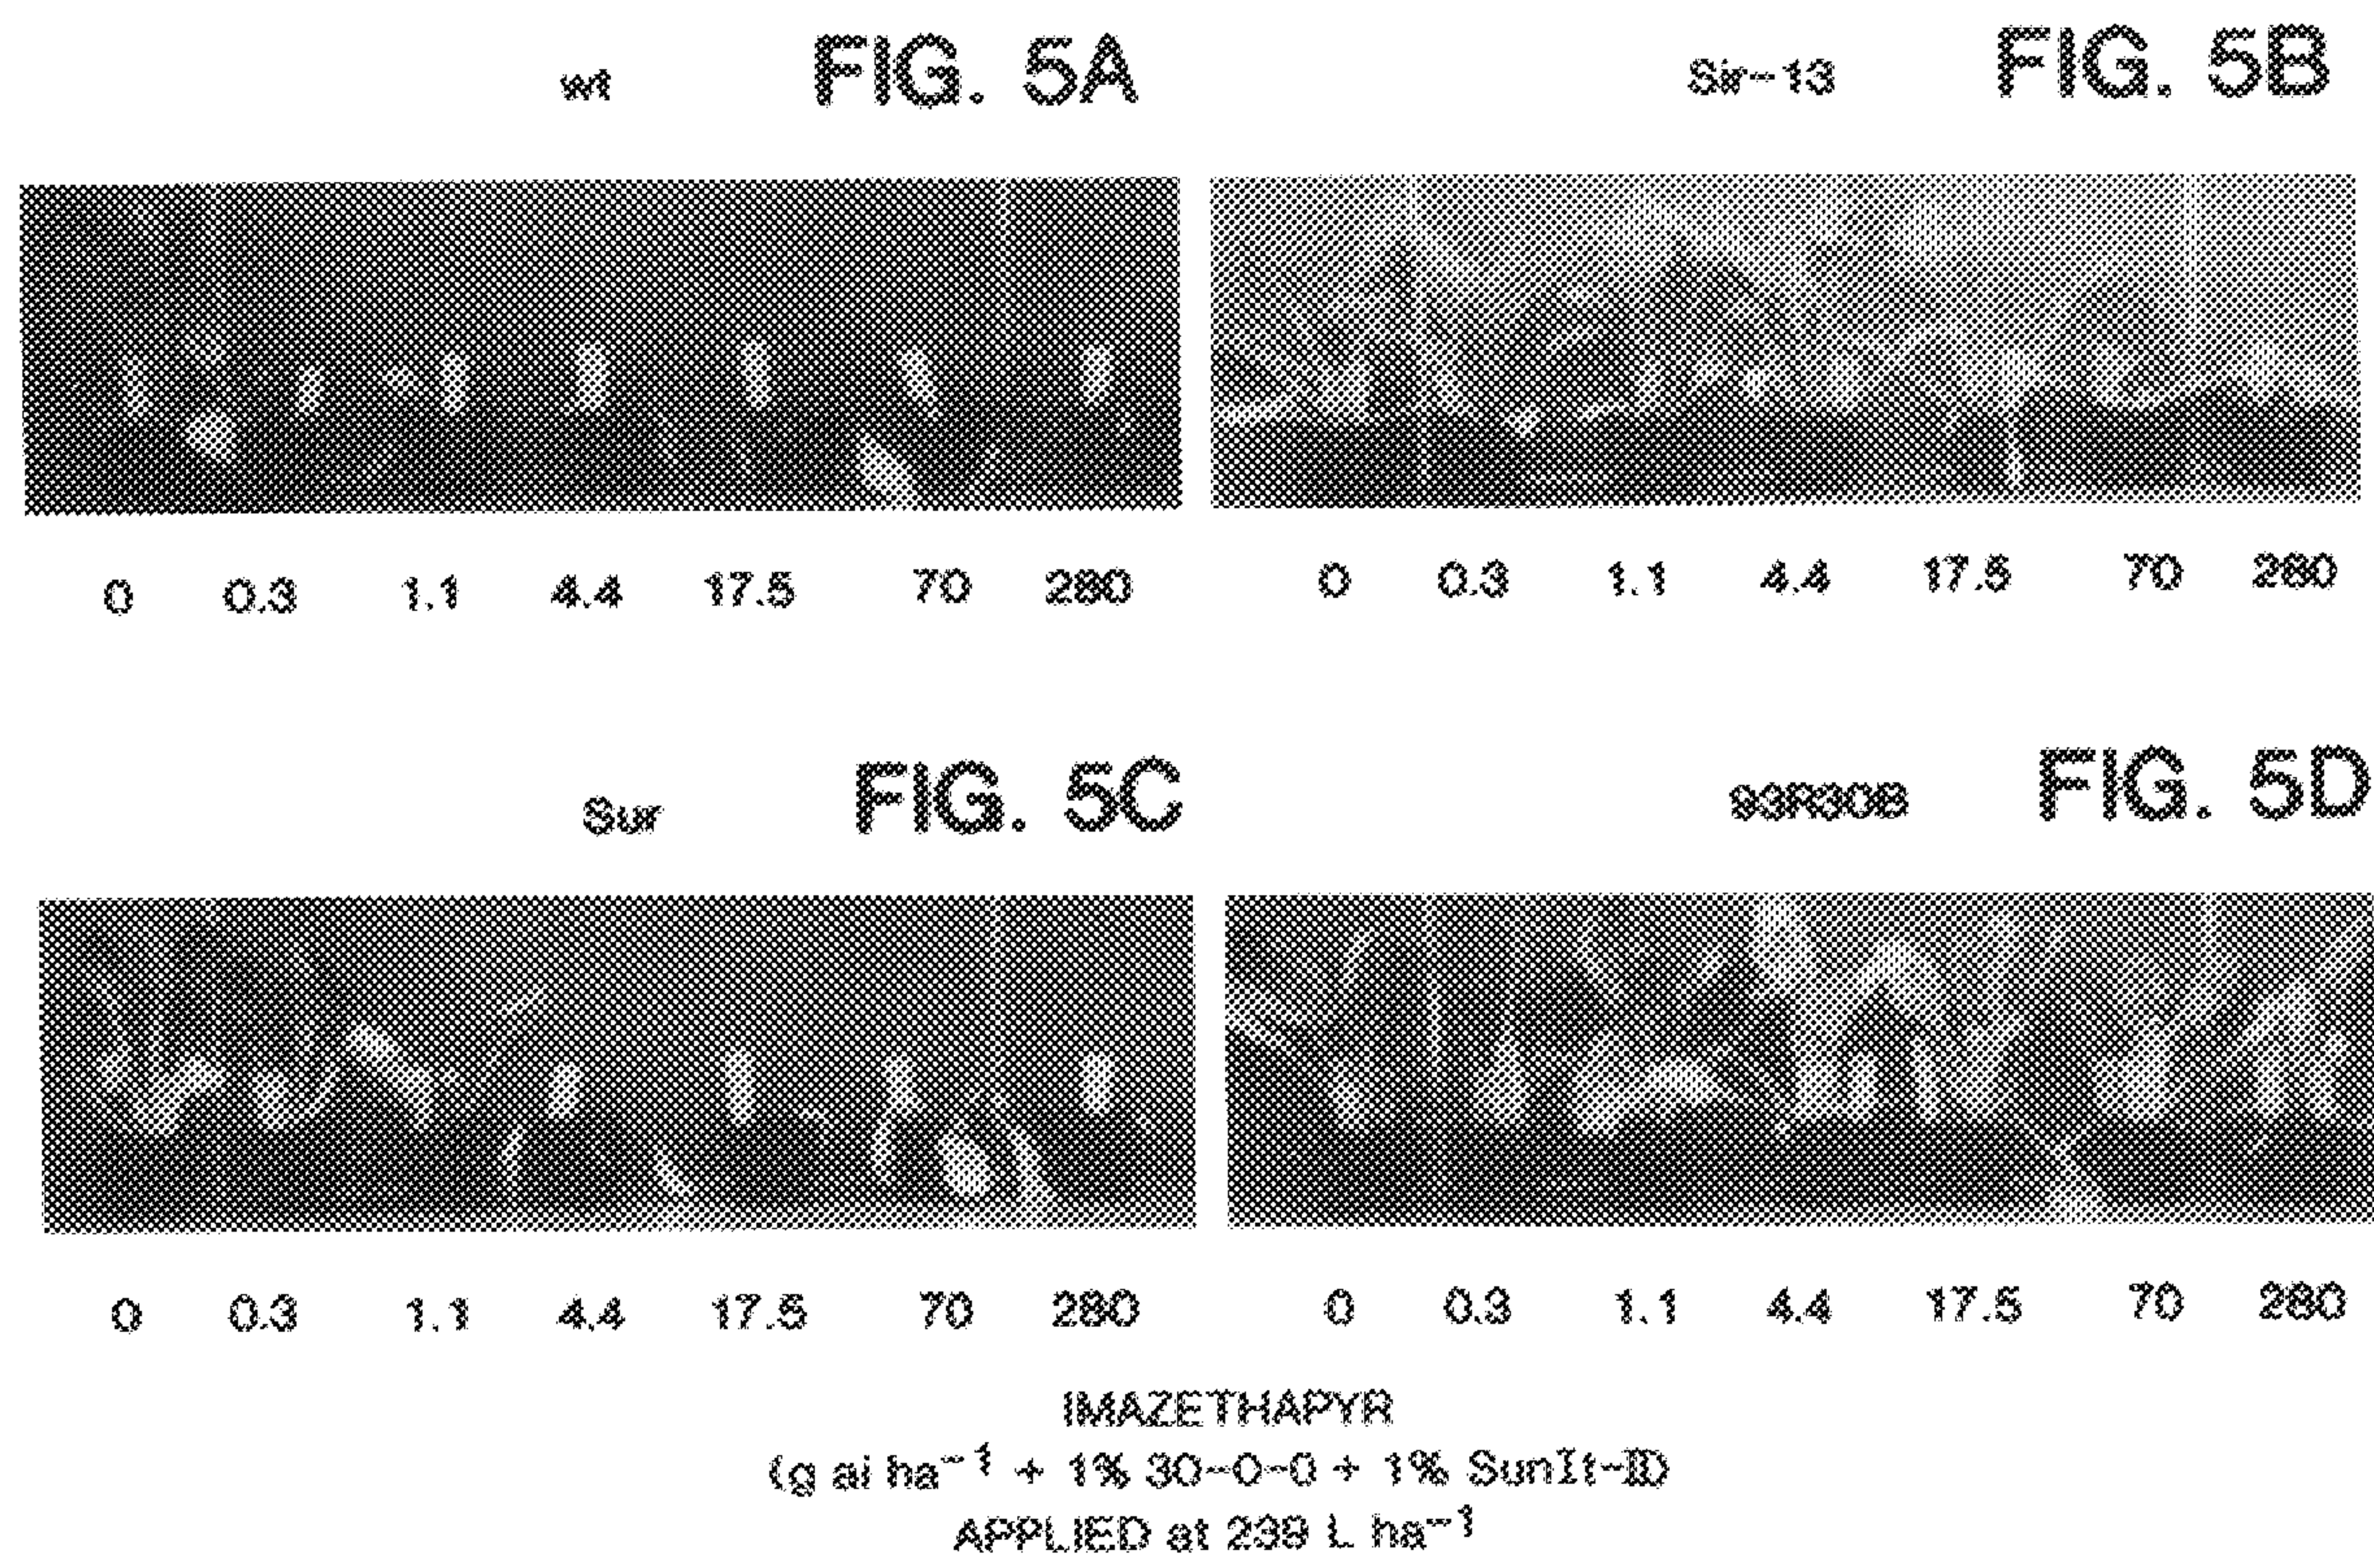 wt FIG. 5A
Sir-13 FIG. 5B
0 0.3 1.1 4.4 17.5 70 280
0 0.3 1.1 4.4 17.5 70 280
Sur FIG. 5C
93R30B FIG. 5D
0 0.3 1.1 4.4 17.5 70 280
0 0.3 1.1 4.4 17.5 70 280
IMAZETHAPYR
(g ai ha⁻¹ + 1% 30-0-0 + 1% SunIt-II)
APPLIED at 239 L ha⁻¹